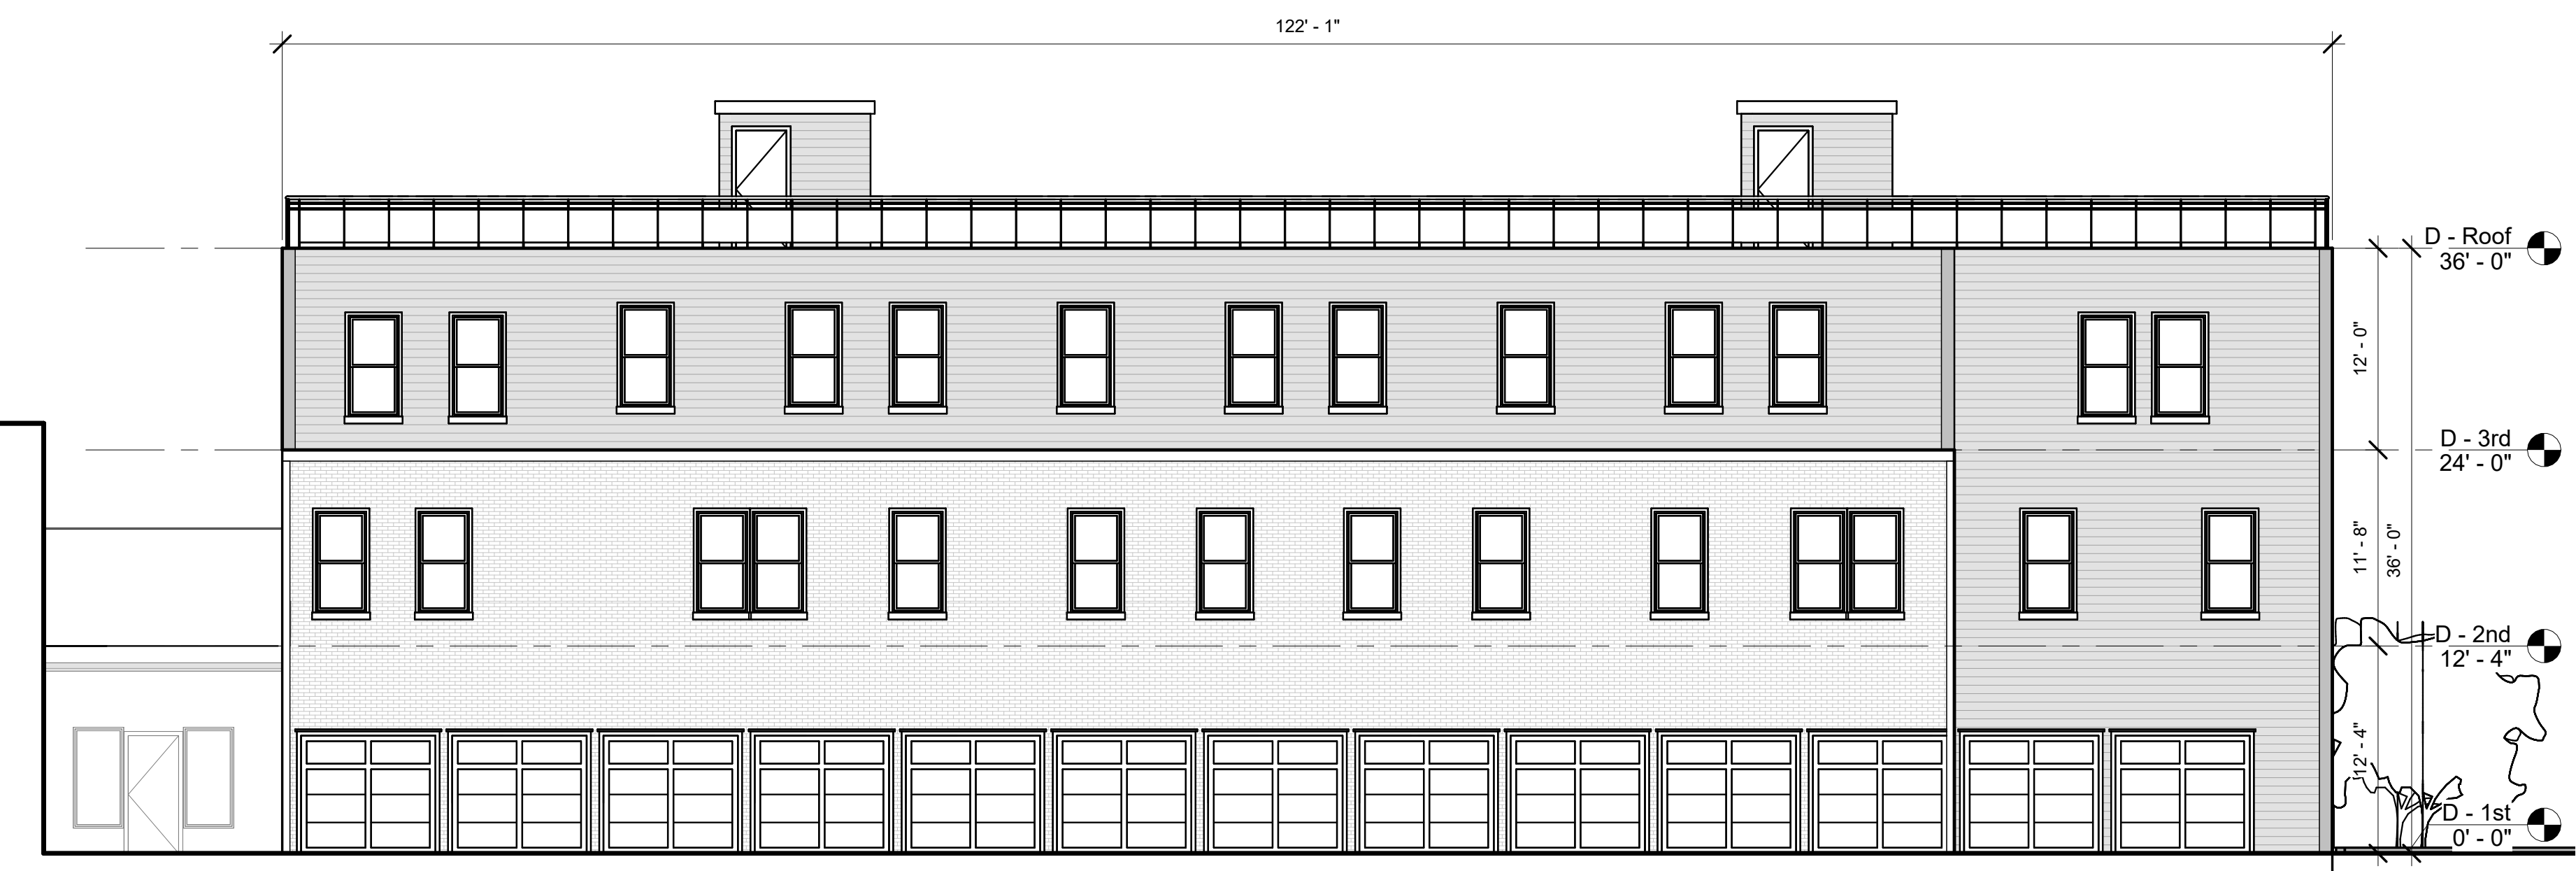 122' - 1"
D - Roof
36' - 0"
12' - 0"
D - 3rd
24' - 0"
11' - 8"
36' - 0"
D - 2nd
12' - 4"
12' - 4"
D - 1st
0' - 0"